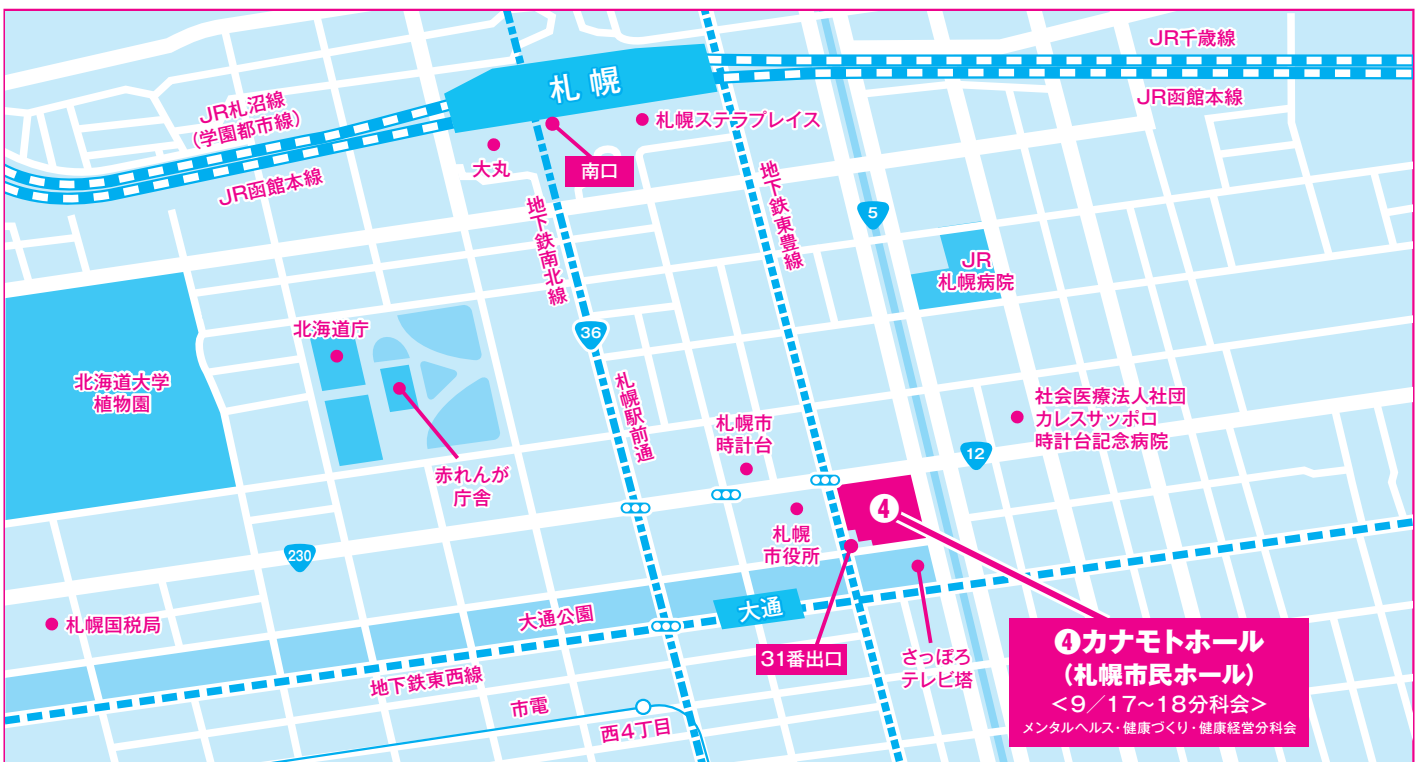 JR千歳線
札幌
JR函館本線
JR札沼線
(学園都市線)
札幌ステラプレイス
大丸
南口
JR函館本線
地下鉄南北線
地下鉄東豊線
5
JR
札幌病院
北海道庁
36
北海道大学
植物園
札幌駅前通
社会医療法人社団
カレスサッポロ
時計台記念病院
札幌市
時計台
12
赤れんが
庁舎
4
札幌
市役所
230
大通
大通公園
札幌国税局
31番出口
さっぽろ
テレビ塔
地下鉄東西線
市電
西4丁目
❹カナモトホール
(札幌市民ホール)
<9/17~18分科会>
メンタルヘルス・健康づくり・健康経営分科会